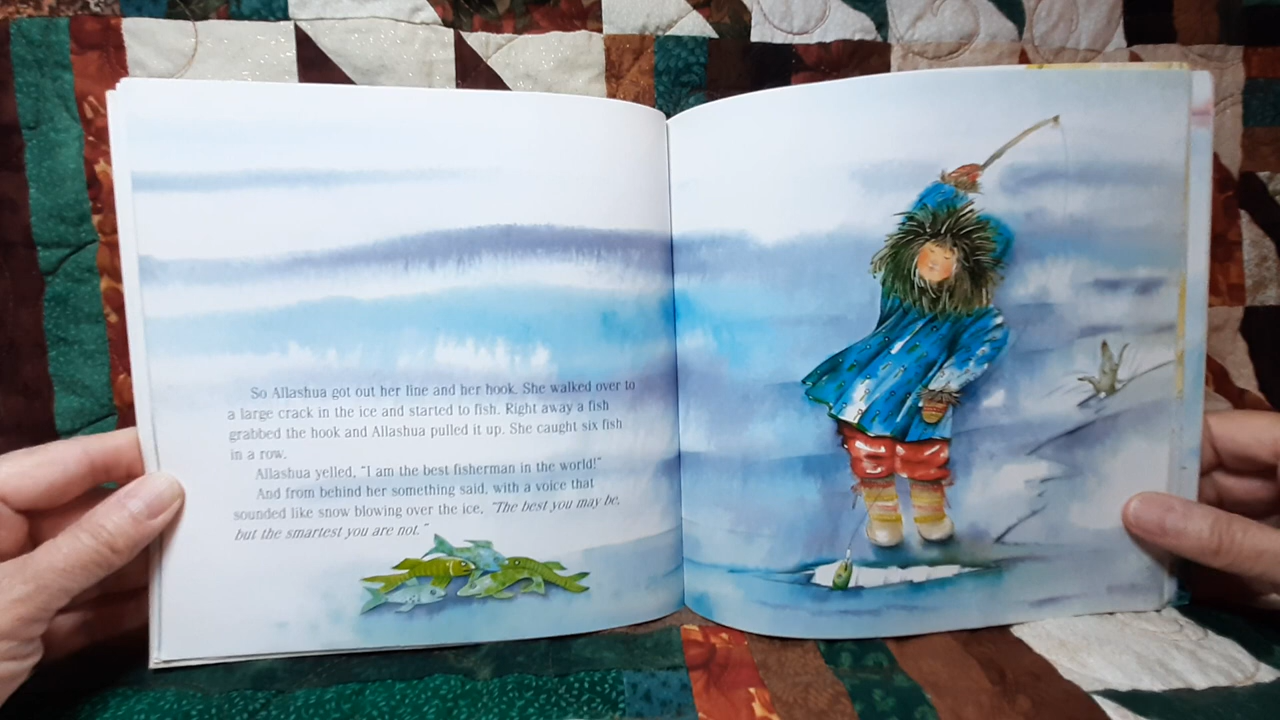 So Allashua got out her line and her hook. She walked over to
a large crack in the ice and started to fish. Right away a fish
grabbed the hook and Allashua pulled it up. She caught six fish
in a row.
Allashua yelled, "I am the best fisherman in the world!"
And from behind her something said, with a voice that
sounded like snow blowing over the ice, "The best you may be,
but the smartest you are not."